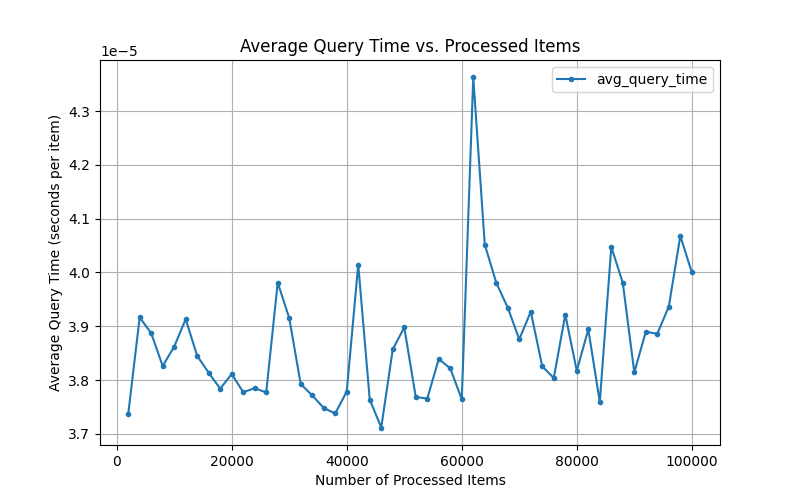 Average Query Time vs. Processed Items
1e−5
avg_query_time
4.3
4.2
4.1
4.0
3.9
3.8
3.7
Average Query Time (seconds per item)
0 20000 40000 60000 80000 100000
Number of Processed Items